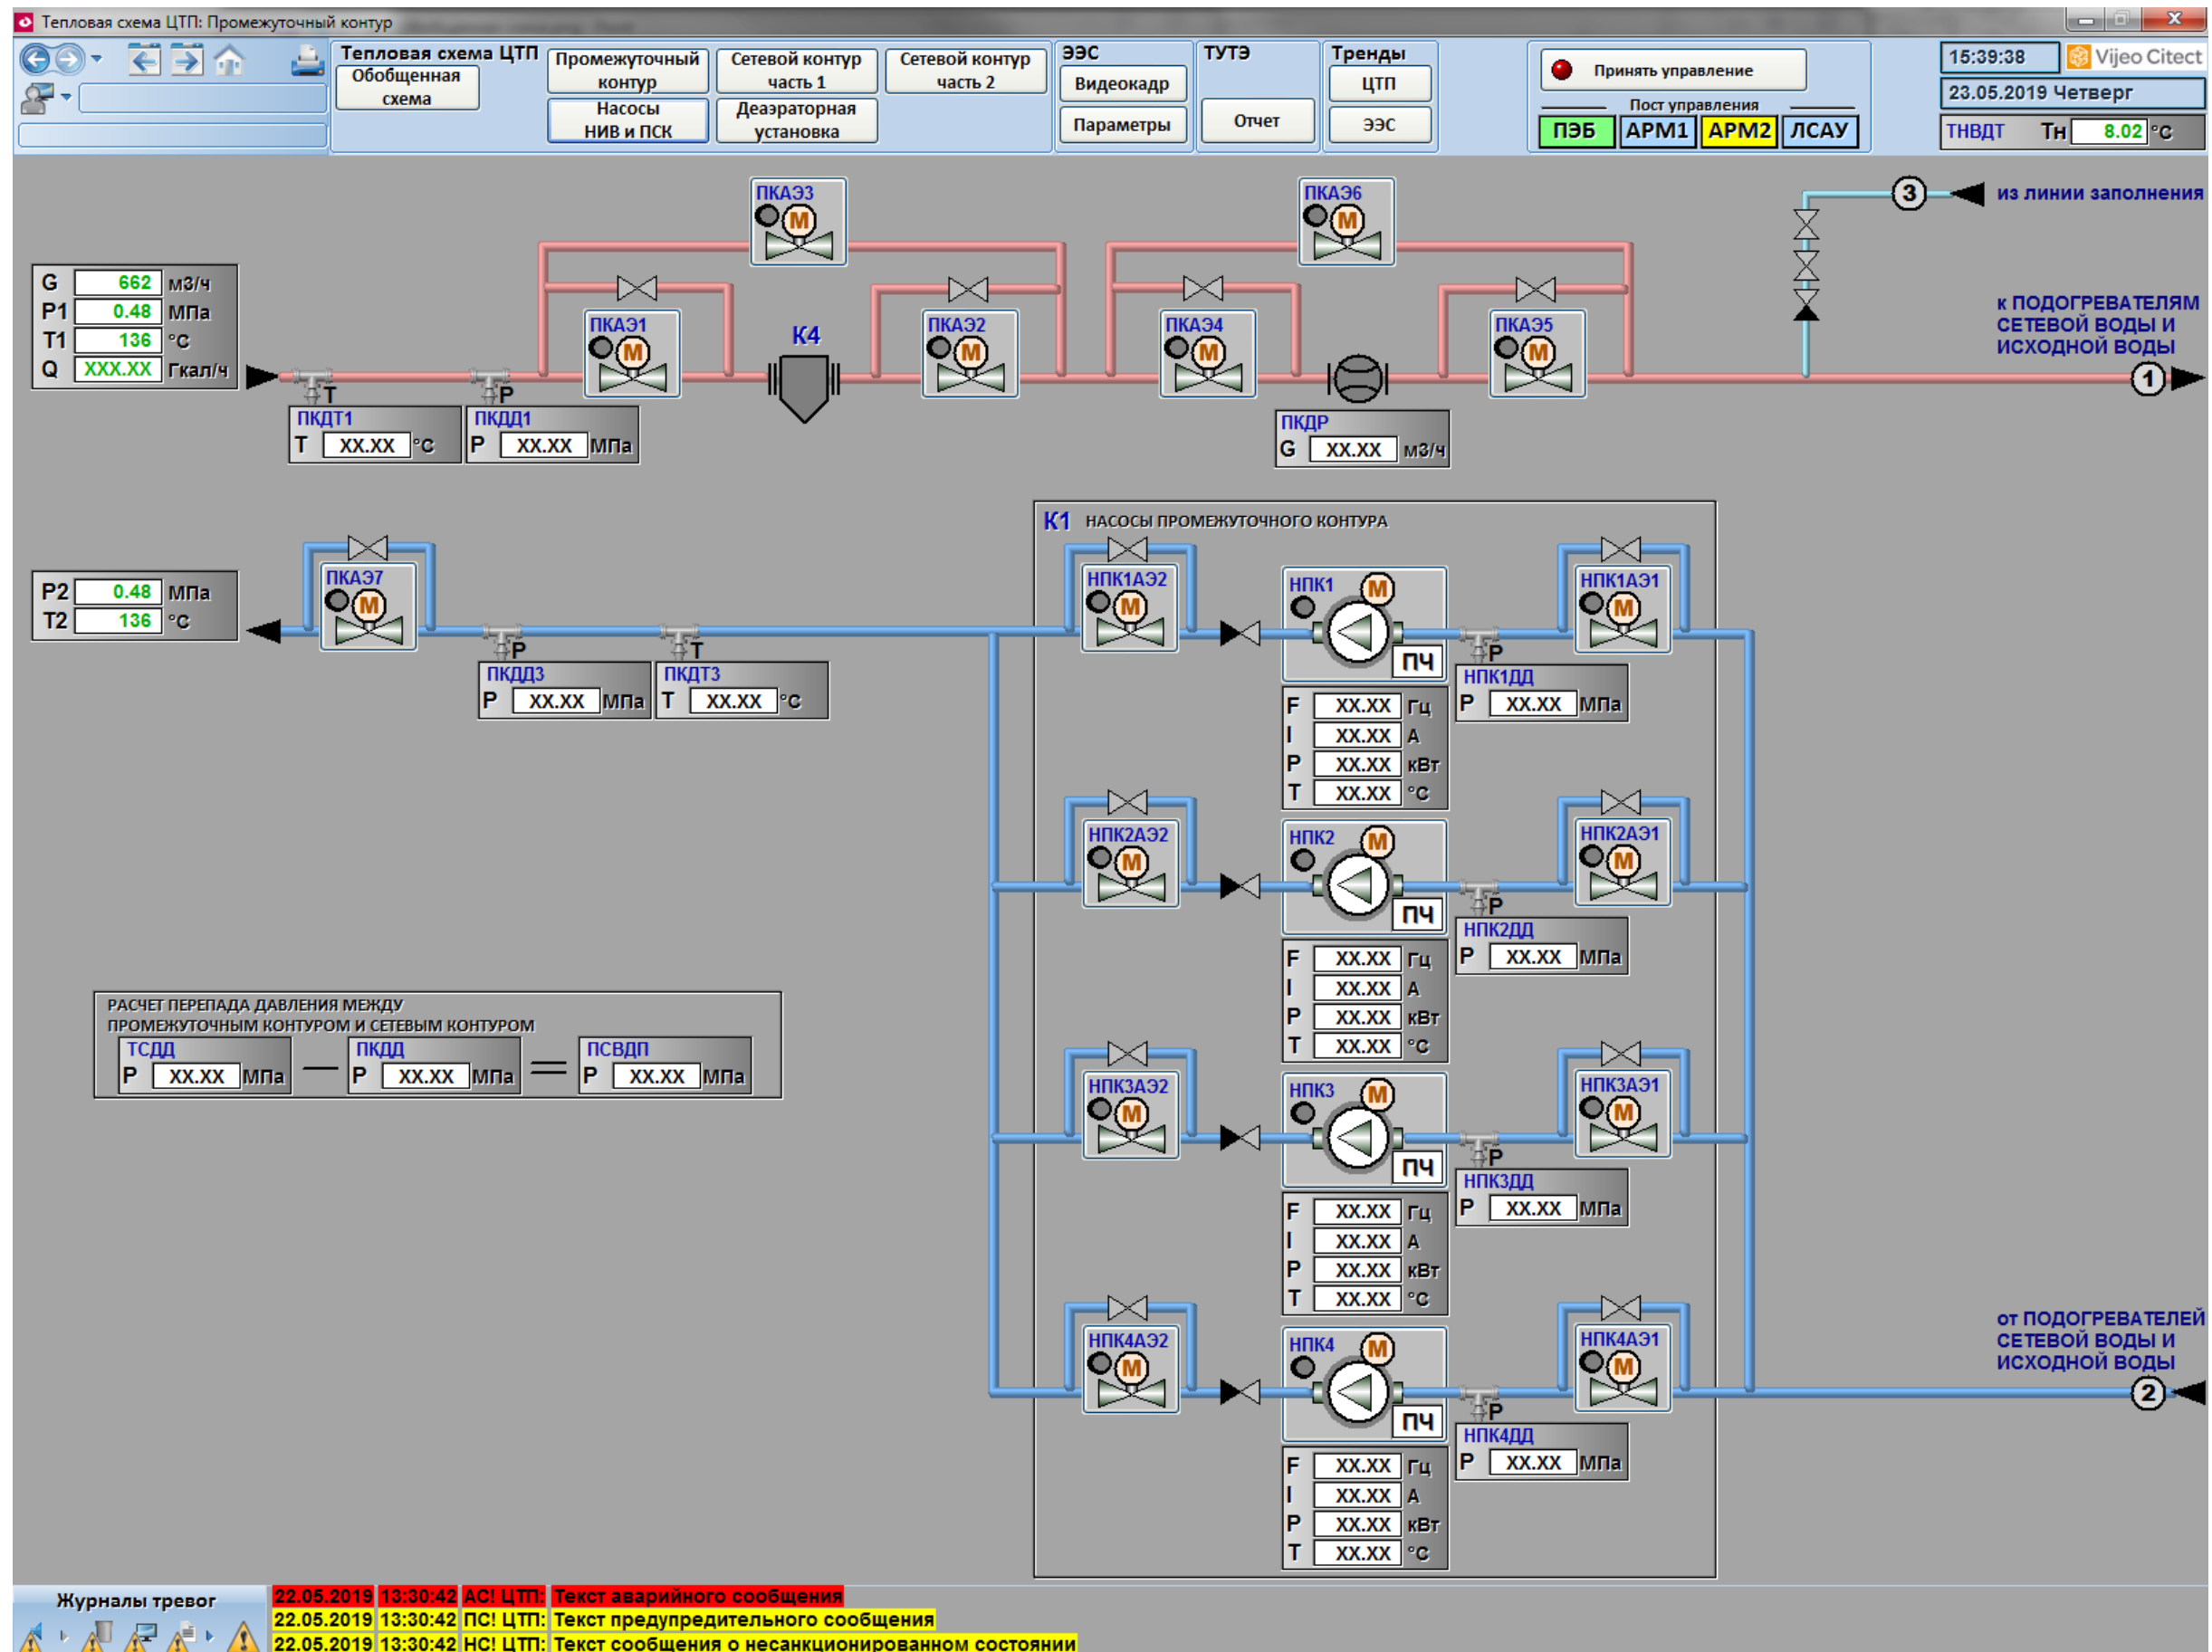 Тепловая схема ЦТП: Промежуточный контур
Тепловая схема ЦТП
Обобщенная
схема
Промежуточный
контур
Насосы
НИВ и ПСК
Сетевой контур
часть 1
Деаэраторная
установка
Сетевой контур
часть 2
ЭЭС
Видеокадр
Параметры
ТУТЭ
Отчет
Тренды
ЦТП
ЭЭС
Принять управление
Пост управления
ПЭБ АРМ1 АРМ2 ЛСАУ
15:39:38
Vijeo Citect
23.05.2019 Четверг
ТНВДТ Тн 8.02 °C
ПКАЭ3
М
ПКАЭ6
М
3
из линии заполнения
G 662 м3/ч
P1 0.48 МПа
T1 136 °C
Q XXX.XX Гкал/ч
ПКАЭ1
М
К4
ПКАЭ2
М
ПКАЭ4
М
ПКАЭ5
М
к ПОДОГРЕВАТЕЛЯМ
СЕТЕВОЙ ВОДЫ И
ИСХОДНОЙ ВОДЫ
1
T
P
ПКДТ1
T XX.XX °C
ПКДД1
P XX.XX МПа
ПКДР
G XX.XX м3/ч
К1 НАСОСЫ ПРОМЕЖУТОЧНОГО КОНТУРА
P2 0.48 МПа
T2 136 °C
ПКАЭ7
М
P
T
ПКДД3
P XX.XX МПа
ПКДТ3
T XX.XX °C
НПК1АЭ2
М
НПК1
М
ПЧ
НПК1АЭ1
М
P
НПК1ДД
P XX.XX МПа
F XX.XX Гц
I XX.XX А
P XX.XX кВт
T XX.XX °C
НПК2АЭ2
М
НПК2
М
ПЧ
НПК2АЭ1
М
P
НПК2ДД
P XX.XX МПа
F XX.XX Гц
I XX.XX А
P XX.XX кВт
T XX.XX °C
РАСЧЕТ ПЕРЕПАДА ДАВЛЕНИЯ МЕЖДУ
ПРОМЕЖУТОЧНЫМ КОНТУРОМ И СЕТЕВЫМ КОНТУРОМ
ТСДД
P XX.XX МПа
—
ПКДД
P XX.XX МПа
=
ПСВДП
P XX.XX МПа
НПК3АЭ2
М
НПК3
М
ПЧ
НПК3АЭ1
М
P
НПК3ДД
P XX.XX МПа
F XX.XX Гц
I XX.XX А
P XX.XX кВт
T XX.XX °C
НПК4АЭ2
М
НПК4
М
ПЧ
НПК4АЭ1
М
P
НПК4ДД
P XX.XX МПа
F XX.XX Гц
I XX.XX А
P XX.XX кВт
T XX.XX °C
от ПОДОГРЕВАТЕЛЕЙ
СЕТЕВОЙ ВОДЫ И
ИСХОДНОЙ ВОДЫ
2
Журналы тревог
22.05.2019 13:30:42 АС! ЦТП: Текст аварийного сообщения
22.05.2019 13:30:42 ПС! ЦТП: Текст предупредительного сообщения
22.05.2019 13:30:42 НС! ЦТП: Текст сообщения о несанкционированном состоянии